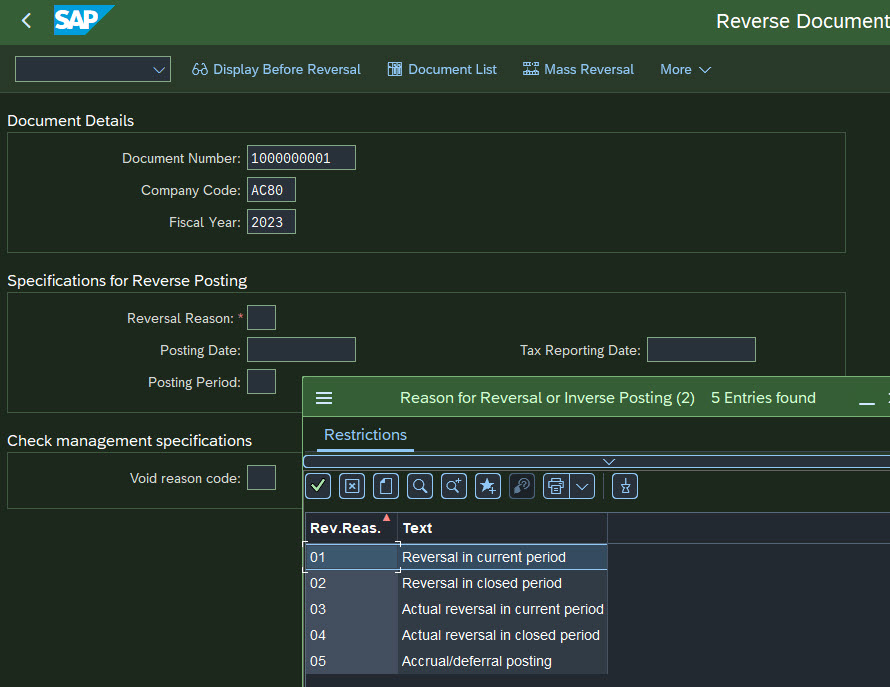 SAP
Reverse Document
Display Before Reversal Document List Mass Reversal More
Document Details
Document Number: 1000000001
Company Code: AC80
Fiscal Year: 2023
Specifications for Reverse Posting
Reversal Reason: *
Posting Date: Tax Reporting Date:
Posting Period:
Reason for Reversal or Inverse Posting (2) 5 Entries found
Restrictions
Check management specifications
Void reason code:
Rev.Reas. Text
01 Reversal in current period
02 Reversal in closed period
03 Actual reversal in current period
04 Actual reversal in closed period
05 Accrual/deferral posting